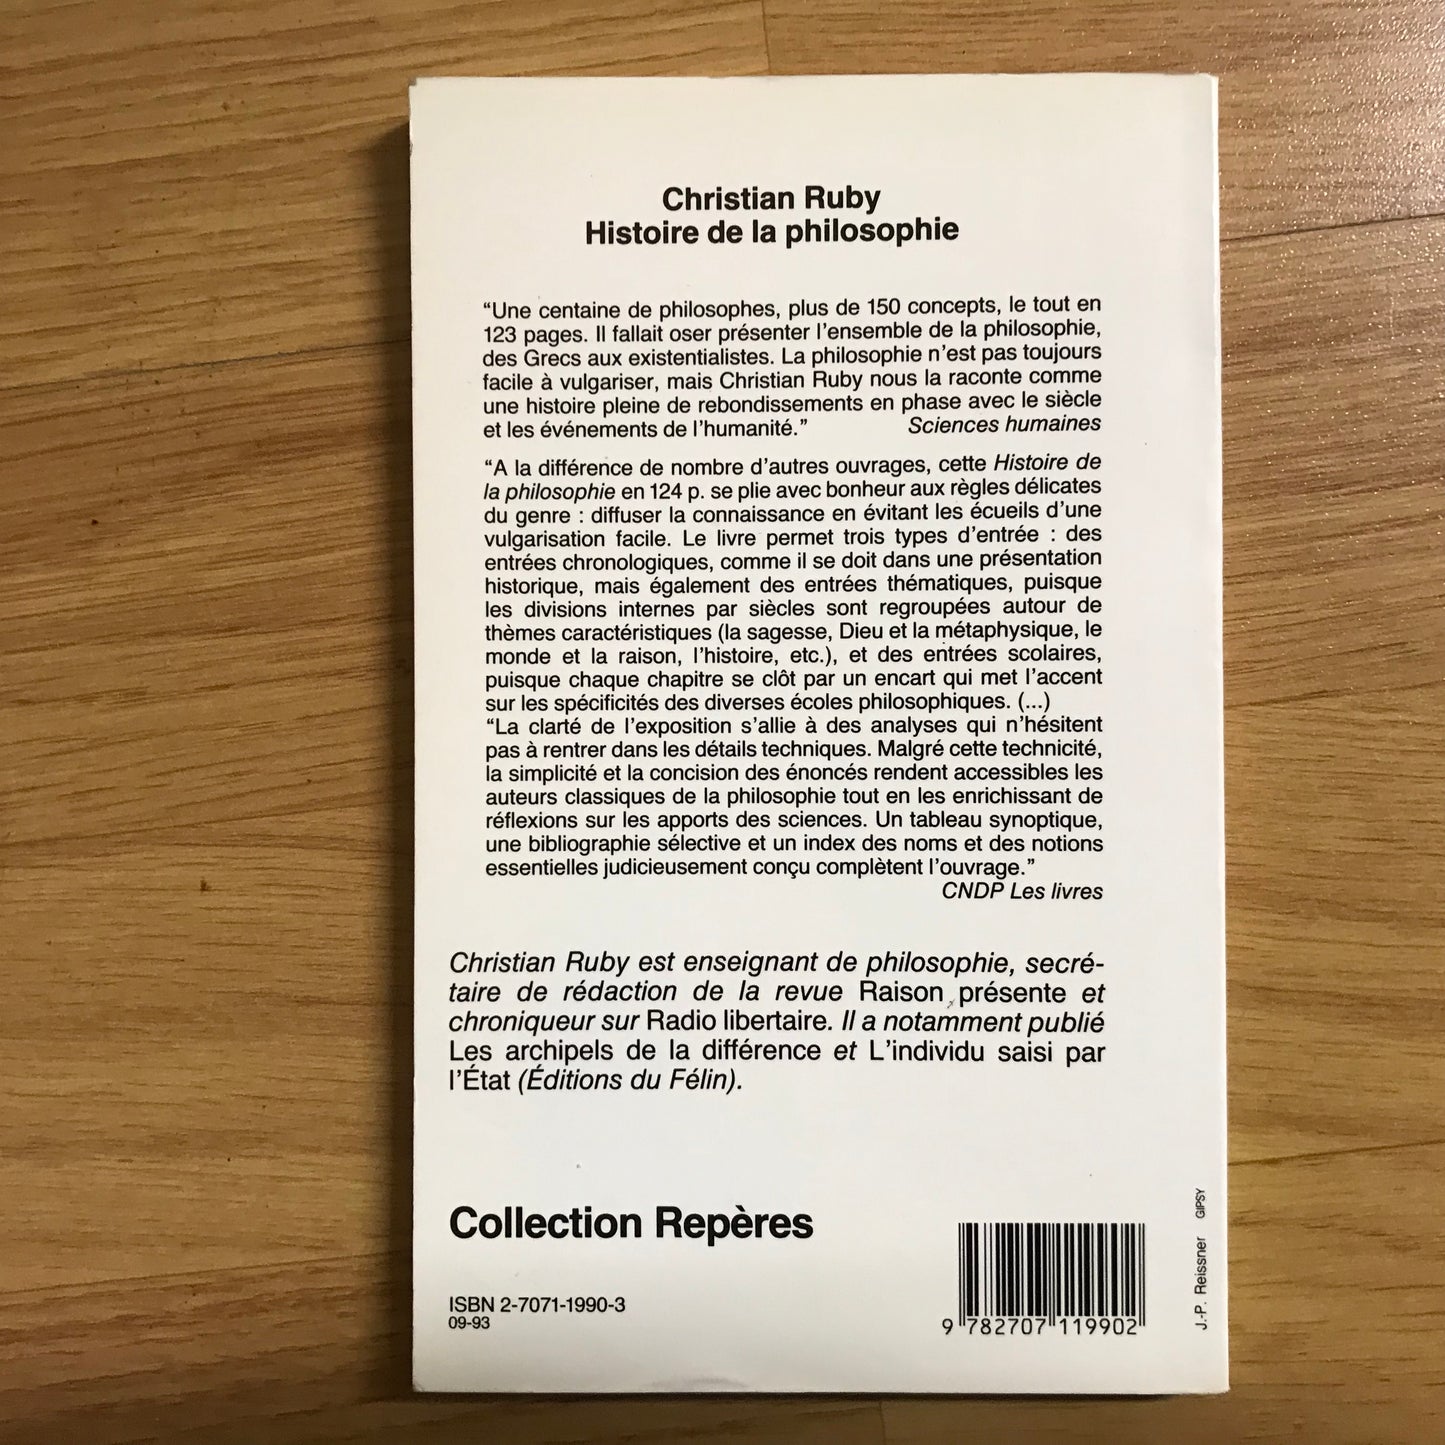 Christian Ruby
Histoire de la philosophie
“Une centaine de philosophes, plus de 150 concepts, le tout en
123 pages. Il fallait oser présenter l’ensemble de la philosophie,
des Grecs aux existentialistes. La philosophie n’est pas toujours
facile à vulgariser, mais Christian Ruby nous la raconte comme
une histoire pleine de rebondissements en phase avec le siècle
et les événements de l’humanité.” Sciences humaines
“A la différence de nombre d’autres ouvrages, cette Histoire de
la philosophie en 124 p. se plie avec bonheur aux règles délicates
du genre : diffuser la connaissance en évitant les écueils d’une
vulgarisation facile. Le livre permet trois types d’entrée : des
entrées chronologiques, comme il se doit dans une présentation
historique, mais également des entrées thématiques, puisque
les divisions internes par siècles sont regroupées autour de
thèmes caractéristiques (la sagesse, Dieu et la métaphysique, le
monde et la raison, l’histoire, etc.), et des entrées scolaires,
puisque chaque chapitre se clôt par un encart qui met l’accent
sur les spécificités des diverses écoles philosophiques. (...)
“La clarté de l’exposition s’allie à des analyses qui n’hésitent
pas à rentrer dans les détails techniques. Malgré cette technicité,
la simplicité et la concision des énoncés rendent accessibles les
auteurs classiques de la philosophie tout en les enrichissant de
réflexions sur les apports des sciences. Un tableau synoptique,
une bibliographie sélective et un index des noms et des notions
essentielles judicieusement conçu complètent l’ouvrage.”
CNDP Les livres
Christian Ruby est enseignant de philosophie, secré-
taire de rédaction de la revue Raison présente et
chroniqueur sur Radio libertaire. Il a notamment publié
Les archipels de la différence et L’individu saisi par
l’État (Éditions du Félin).
Collection Repères
ISBN 2-7071-1990-3
09-93
9 782707 119902
J.-P. Reissner GIPSY